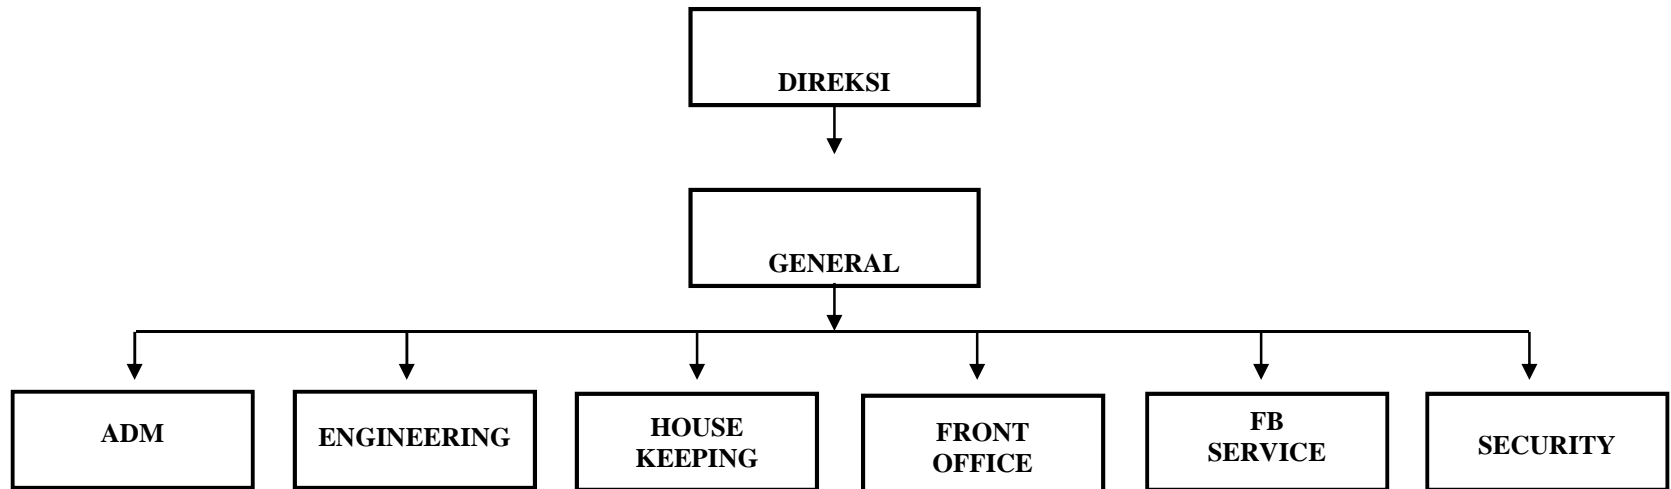 DIREKSI
GENERAL
ADM
ENGINEERING
HOUSE
KEEPING
FRONT
OFFICE
FB
SERVICE
SECURITY